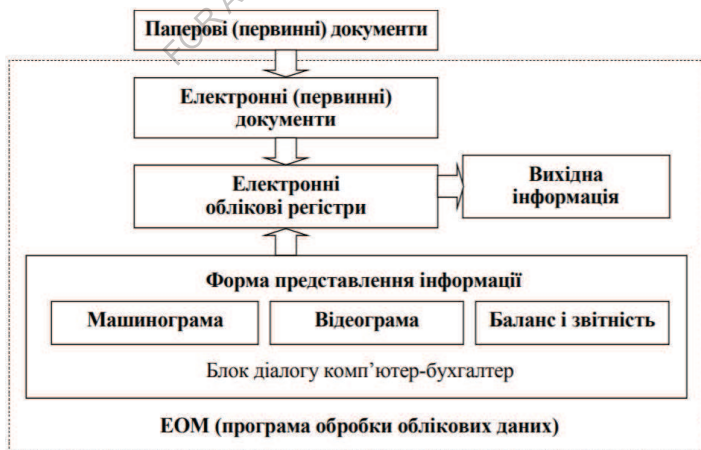 Паперові (первинні) документи
FOR A
Електронні (первинні)
документи
Електронні
облікові регістри
Вихідна
інформація
Форма представлення інформації
Машинограма
Відеограма
Баланс і звітність
Блок діалогу комп’ютер-бухгалтер
ЕОМ (програма обробки облікових даних)